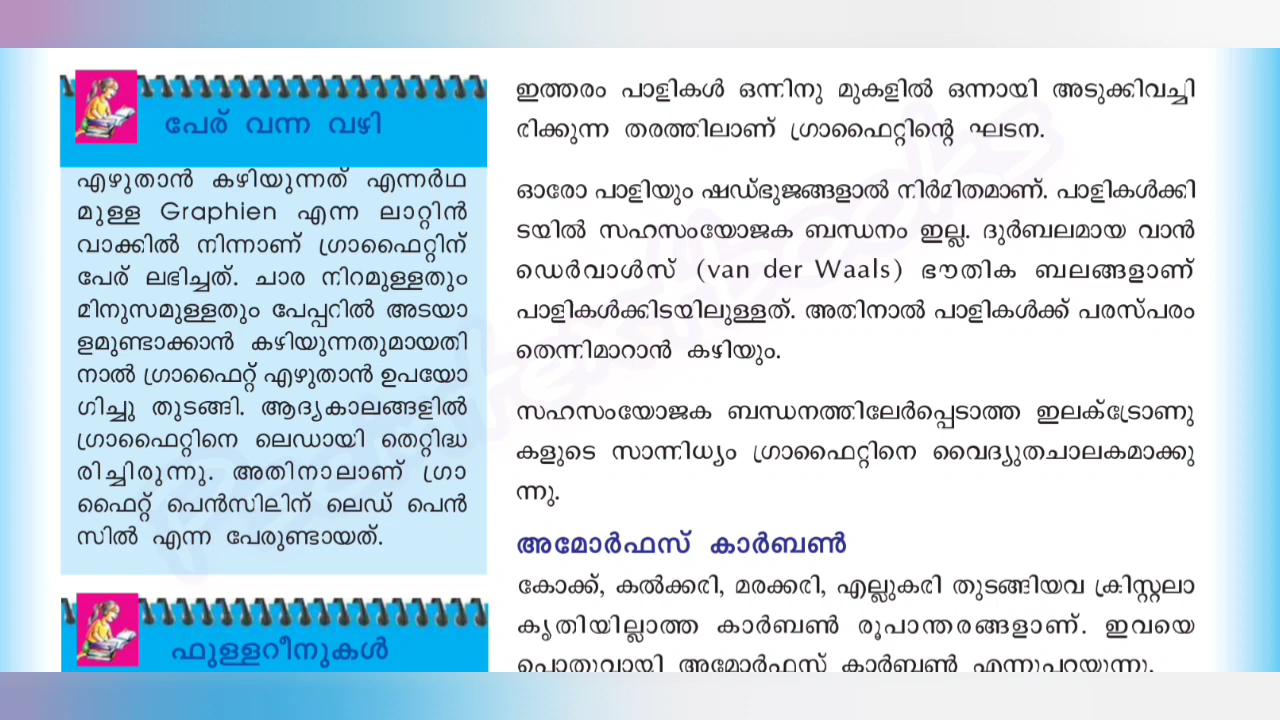 പേര് വന്ന വഴി
എഴുതാൻ കഴിയുന്നത് എന്നർഥ
മുള്ള Graphien എന്ന ലാറ്റിൻ
വാക്കിൽ നിന്നാണ് ഗ്രാഫൈറ്റിന്
പേര് ലഭിച്ചത്. ചാര നിറമുള്ളതും
മിനുസമുള്ളതും പേപ്പറിൽ അടയാ
ളമുണ്ടാക്കാൻ കഴിയുന്നതുമായതി
നാൽ ഗ്രാഫൈറ്റ് എഴുതാൻ ഉപയോ
ഗിച്ചു തുടങ്ങി. ആദ്യകാലങ്ങളിൽ
ഗ്രാഫൈറ്റിനെ ലെഡായി തെറ്റിദ്ധ
രിച്ചിരുന്നു. അതിനാലാണ് ഗ്രാ
ഫൈറ്റ് പെൻസിലിന് ലെഡ് പെൻ
സിൽ എന്ന പേരുണ്ടായത്.
ഫുള്ളറീനുകൾ
ഇത്തരം പാളികൾ ഒന്നിനു മുകളിൽ ഒന്നായി അടുക്കിവച്ചി
രിക്കുന്ന തരത്തിലാണ് ഗ്രാഫൈറ്റിന്റെ ഘടന.
ഓരോ പാളിയും ഷഡ്ഭുജങ്ങളാൽ നിർമിതമാണ്. പാളികൾക്കി
ടയിൽ സഹസംയോജക ബന്ധനം ഇല്ല. ദുർബലമായ വാൻ
ഡെർവാൾസ് (van der Waals) ഭൗതിക ബലങ്ങളാണ്
പാളികൾക്കിടയിലുള്ളത്. അതിനാൽ പാളികൾക്ക് പരസ്പരം
തെന്നിമാറാൻ കഴിയും.
സഹസംയോജക ബന്ധനത്തിലേർപ്പെടാത്ത ഇലക്ട്രോണു
കളുടെ സാന്നിധ്യം ഗ്രാഫൈറ്റിനെ വൈദ്യുതചാലകമാക്കു
ന്നു.
അമോർഫസ് കാർബൺ
കോക്ക്, കൽക്കരി, മരക്കരി, എല്ലുകരി തുടങ്ങിയവ ക്രിസ്റ്റലാ
കൃതിയില്ലാത്ത കാർബൺ രൂപാന്തരങ്ങളാണ്. ഇവയെ
പൊതുവായി അമോർഫസ് കാർബൺ എന്നുപറയുന്നു.